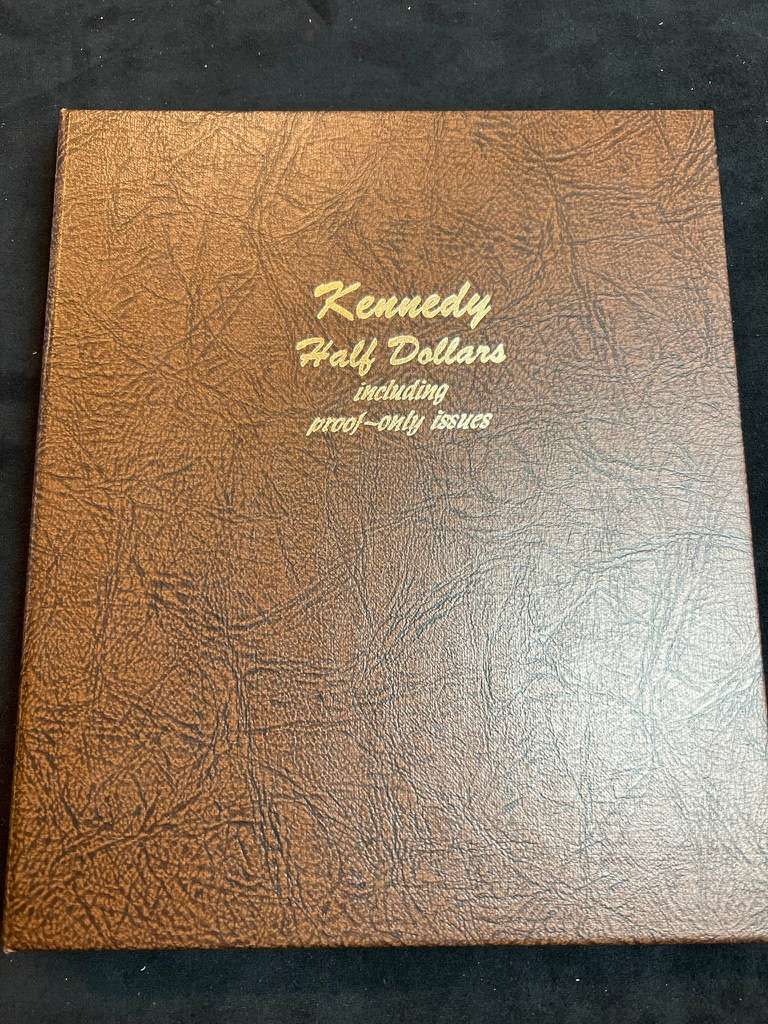 Kennedy
Half Dollars
including
proof-only issues